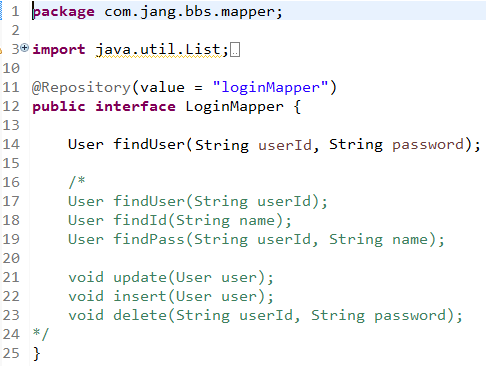 1 package com.jang.bbs.mapper;
2
3 import java.util.List;
10
11 @Repository(value = "loginMapper")
12 public interface LoginMapper {
13
14 User findUser(String userId, String password);
15
16 /*
17 User findUser(String userId);
18 User findId(String name);
19 User findPass(String userId, String name);
20
21 void update(User user);
22 void insert(User user);
23 void delete(String userId, String password);
24 */
25 }